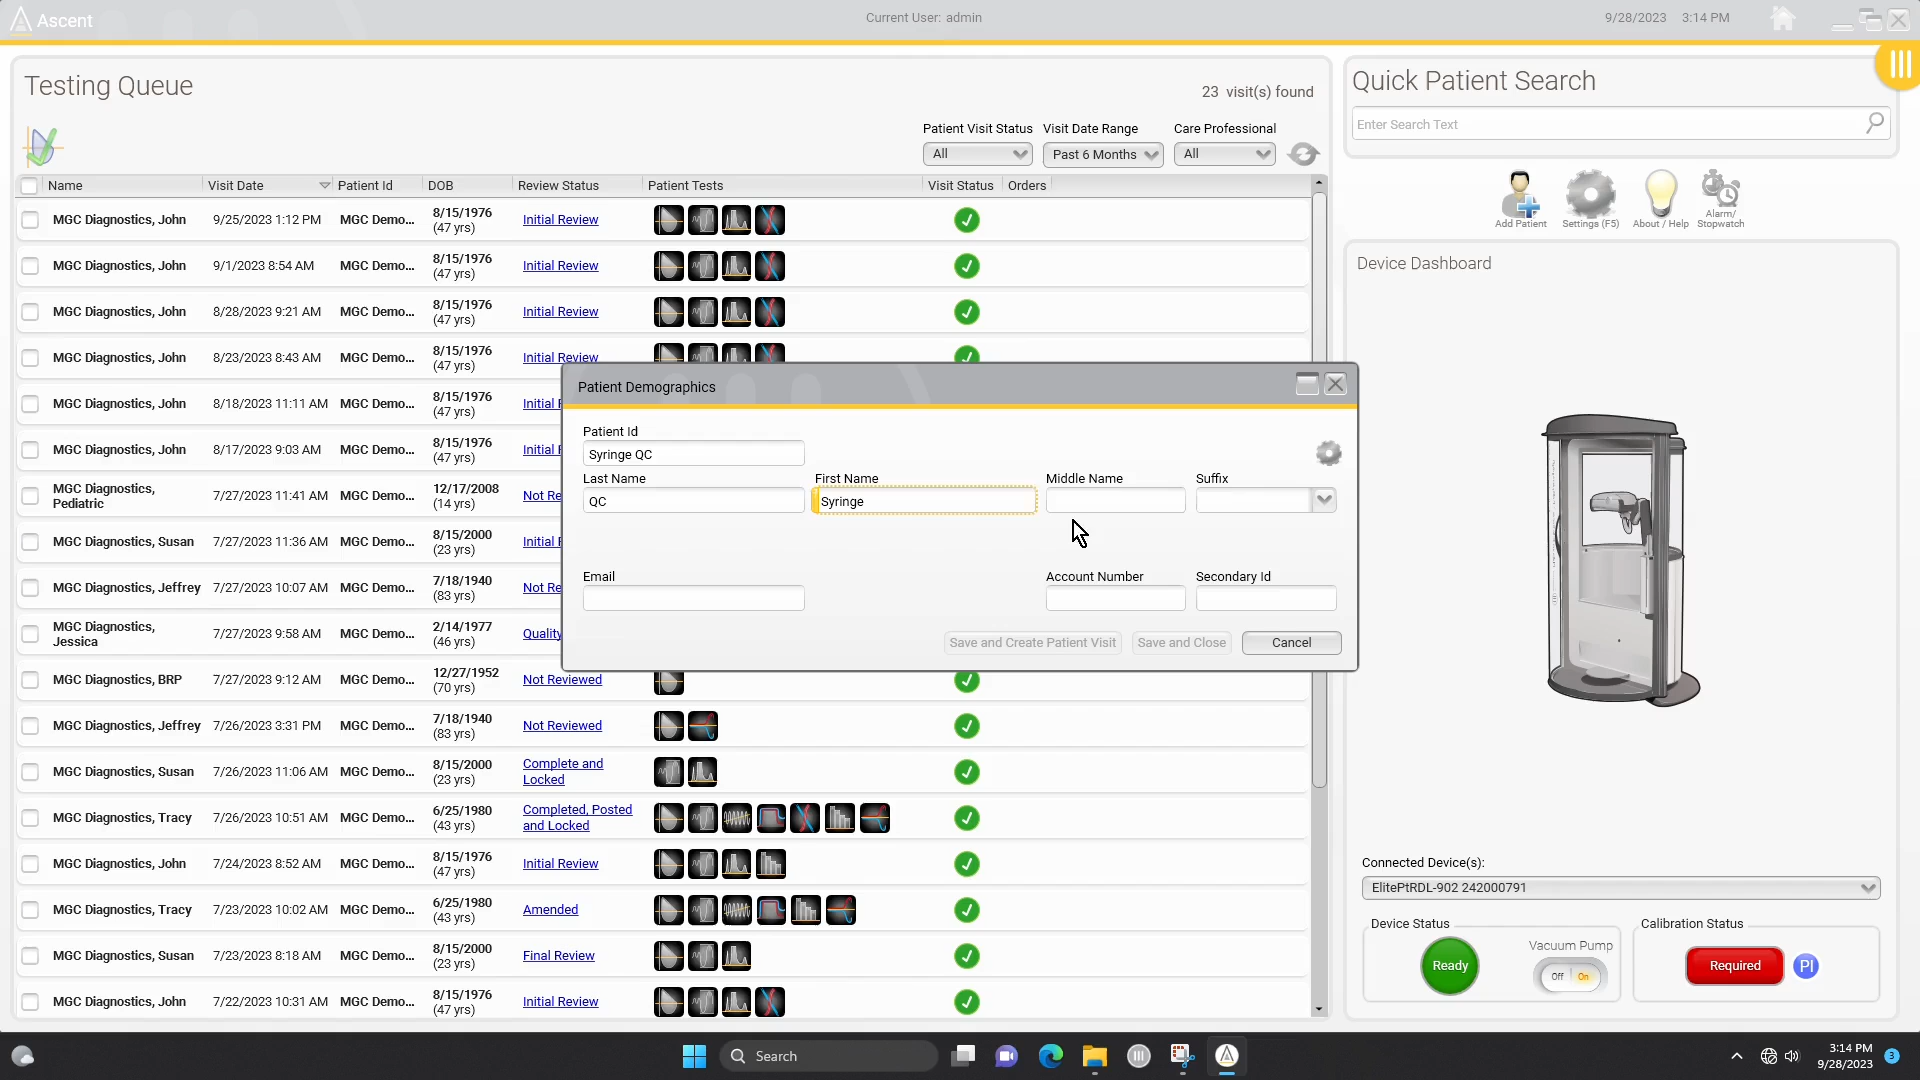 Ascent
Current User: admin
9/28/2023 3:14 PM
Testing Queue
23 visit(s) found
Patient Visit Status Visit Date Range Care Professional
All Past 6 Months All
Name Visit Date Patient Id DOB Review Status Patient Tests Visit Status Orders
MGC Diagnostics, John 9/25/2023 1:12 PM MGC Demo... 8/15/1976 (47 yrs) Initial Review
MGC Diagnostics, John 9/1/2023 8:54 AM MGC Demo... 8/15/1976 (47 yrs) Initial Review
MGC Diagnostics, John 8/28/2023 9:21 AM MGC Demo... 8/15/1976 (47 yrs) Initial Review
MGC Diagnostics, John 8/23/2023 8:43 AM MGC Demo... 8/15/1976 (47 yrs) Initial Review
MGC Diagnostics, John 8/18/2023 11:11 AM MGC Demo... 8/15/1976 (47 yrs) Initial
MGC Diagnostics, John 8/17/2023 9:03 AM MGC Demo... 8/15/1976 (47 yrs) Initial
MGC Diagnostics, Pediatric 7/27/2023 11:41 AM MGC Demo... 12/17/2008 (14 yrs) Not Re
MGC Diagnostics, Susan 7/27/2023 11:36 AM MGC Demo... 8/15/2000 (23 yrs) Initial
MGC Diagnostics, Jeffrey 7/27/2023 10:07 AM MGC Demo... 7/18/1940 (83 yrs) Not Re
MGC Diagnostics, Jessica 7/27/2023 9:58 AM MGC Demo... 2/14/1977 (46 yrs) Quality
MGC Diagnostics, BRP 7/27/2023 9:12 AM MGC Demo... 12/27/1952 (70 yrs) Not Reviewed
MGC Diagnostics, Jeffrey 7/26/2023 3:31 PM MGC Demo... 7/18/1940 (83 yrs) Not Reviewed
MGC Diagnostics, Susan 7/26/2023 11:06 AM MGC Demo... 8/15/2000 (23 yrs) Complete and Locked
MGC Diagnostics, Tracy 7/26/2023 10:51 AM MGC Demo... 6/25/1980 (43 yrs) Completed, Posted and Locked
MGC Diagnostics, John 7/24/2023 8:52 AM MGC Demo... 8/15/1976 (47 yrs) Initial Review
MGC Diagnostics, Tracy 7/23/2023 10:02 AM MGC Demo... 6/25/1980 (43 yrs) Amended
MGC Diagnostics, Susan 7/23/2023 8:18 AM MGC Demo... 8/15/2000 (23 yrs) Final Review
MGC Diagnostics, John 7/22/2023 10:31 AM MGC Demo... 8/15/1976 (47 yrs) Initial Review
Patient Demographics
Patient Id
Syringe QC
Last Name First Name Middle Name Suffix
QC Syringe
Email Account Number Secondary Id
Save and Create Patient Visit Save and Close Cancel
Quick Patient Search
Enter Search Text
Add Patient Settings (F5) About / Help Alarm/ Stopwatch
Device Dashboard
Connected Device(s):
ElitePtRDL-902 242000791
Device Status Calibration Status
Vacuum Pump
Ready Off On Required PI
Search
3:14 PM
9/28/2023
3